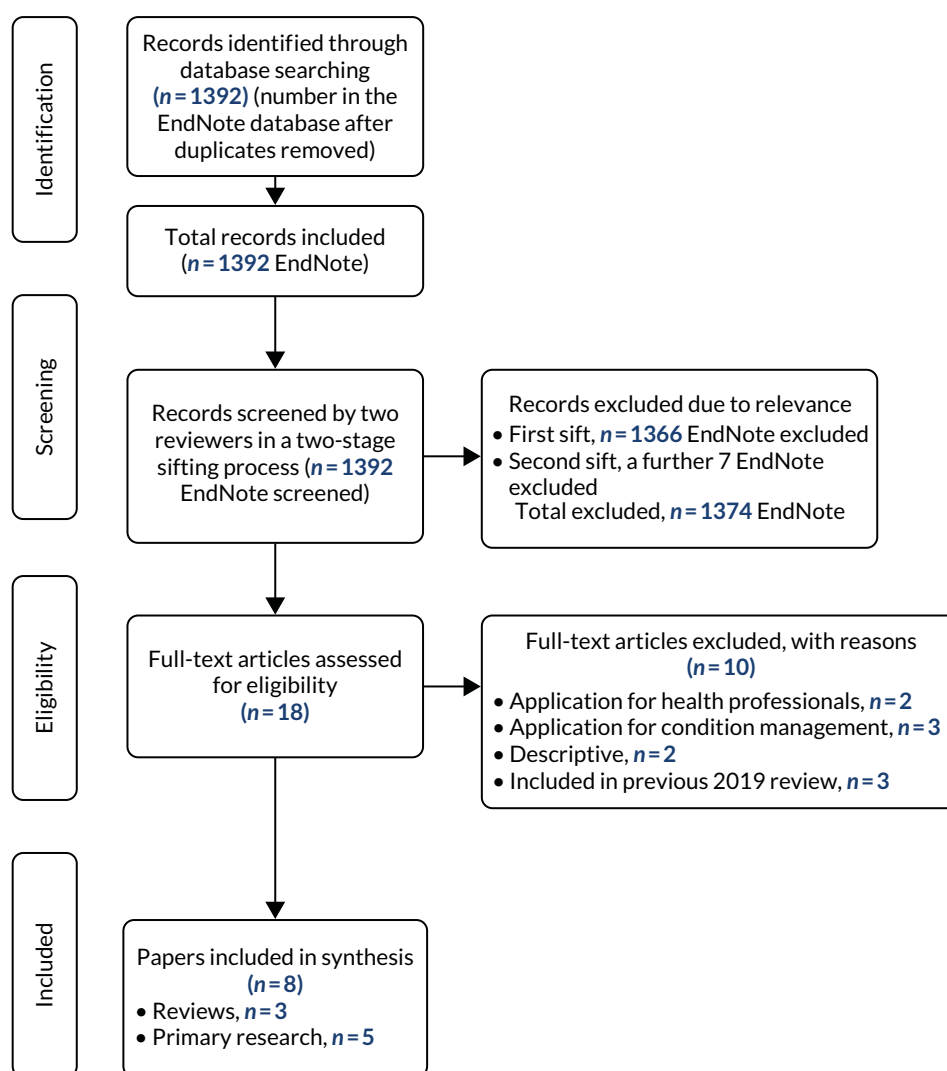 Identification
Records identified through
database searching
(n = 1392) (number in the
EndNote database after
duplicates removed)
Total records included
(n = 1392 EndNote)
Screening
Records screened by two
reviewers in a two-stage
sifting process (n = 1392
EndNote screened)
Records excluded due to relevance
• First sift, n = 1366 EndNote excluded
• Second sift, a further 7 EndNote
excluded
Total excluded, n = 1374 EndNote
Eligibility
Full-text articles assessed
for eligibility
(n = 18)
Full-text articles excluded, with reasons
(n = 10)
• Application for health professionals, n = 2
• Application for condition management, n = 3
• Descriptive, n = 2
• Included in previous 2019 review, n = 3
Included
Papers included in synthesis
(n = 8)
• Reviews, n = 3
• Primary research, n = 5